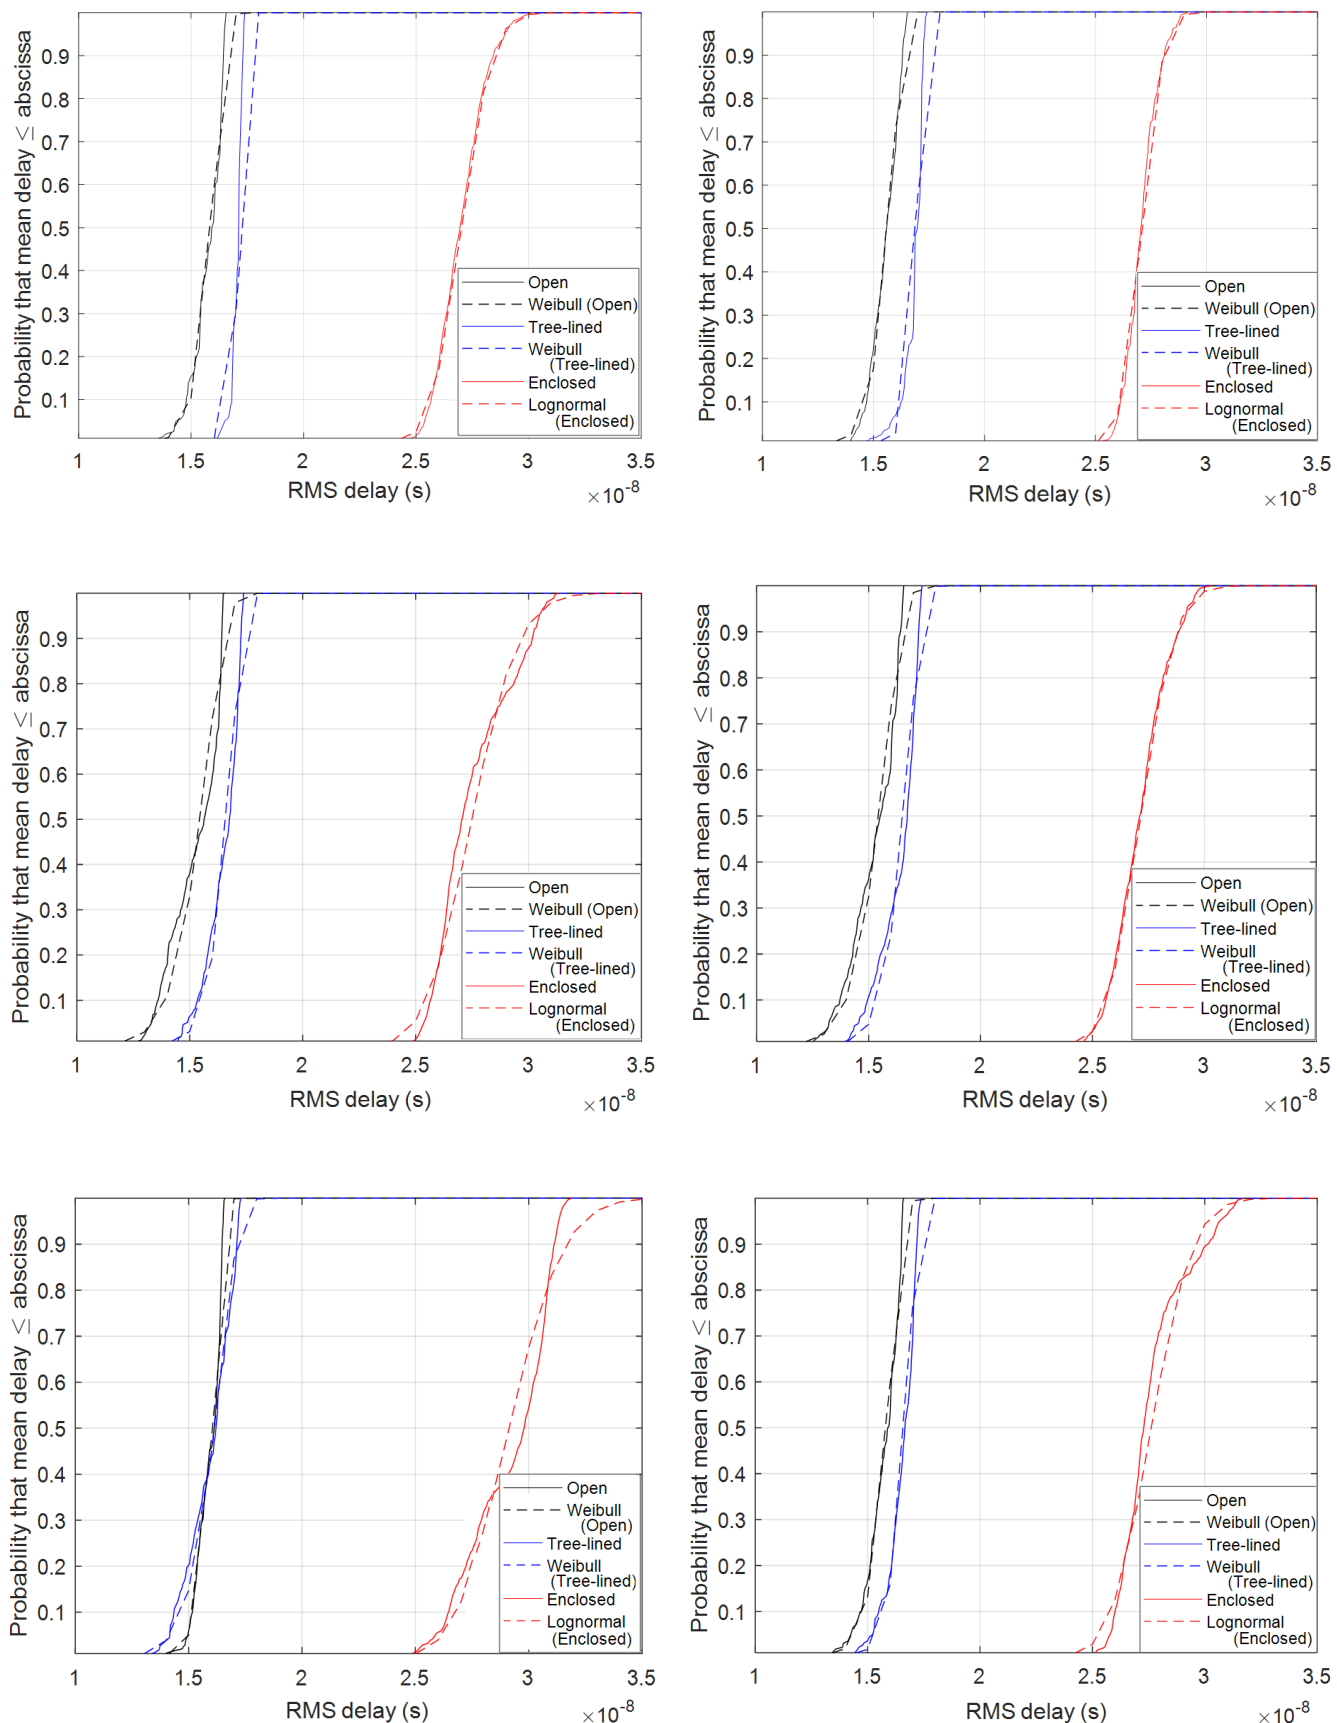 Probability that mean delay ≤ abscissa
0.9
0.8
0.7
0.6
0.5
0.4
0.3
0.2
0.1
Open
Weibull (Open)
Tree-lined
Weibull
(Tree-lined)
Enclosed
Lognormal
(Enclosed)
1 1.5 2 2.5 3 3.5
RMS delay (s)
×10-8
Probability that mean delay ≤ abscissa
0.9
0.8
0.7
0.6
0.5
0.4
0.3
0.2
0.1
Open
Weibull (Open)
Tree-lined
Weibull
(Tree-lined)
Enclosed
Lognormal
(Enclosed)
1 1.5 2 2.5 3 3.5
RMS delay (s)
×10-8
Probability that mean delay ≤ abscissa
0.9
0.8
0.7
0.6
0.5
0.4
0.3
0.2
0.1
Open
Weibull (Open)
Tree-lined
Weibull
(Tree-lined)
Enclosed
Lognormal
(Enclosed)
1 1.5 2 2.5 3 3.5
RMS delay (s)
×10-8
Probability that mean delay ≤ abscissa
0.9
0.8
0.7
0.6
0.5
0.4
0.3
0.2
0.1
Open
Weibull (Open)
Tree-lined
Weibull
(Tree-lined)
Enclosed
Lognormal
(Enclosed)
1 1.5 2 2.5 3 3.5
RMS delay (s)
×10-8
Probability that mean delay ≤ abscissa
0.9
0.8
0.7
0.6
0.5
0.4
0.3
0.2
0.1
Open
Weibull
(Open)
Tree-lined
Weibull
(Tree-lined)
Enclosed
Lognormal
(Enclosed)
1 1.5 2 2.5 3 3.5
RMS delay (s)
×10-8
Probability that mean delay ≤ abscissa
0.9
0.8
0.7
0.6
0.5
0.4
0.3
0.2
0.1
Open
Weibull (Open)
Tree-lined
Weibull
(Tree-lined)
Enclosed
Lognormal
(Enclosed)
1 1.5 2 2.5 3 3.5
RMS delay (s)
×10-8